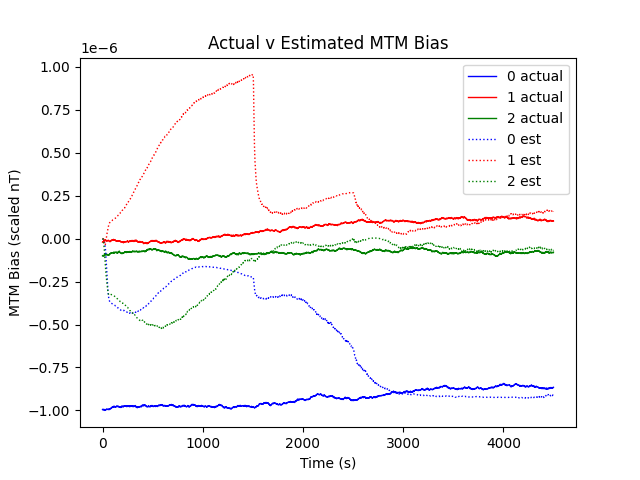 Actual v Estimated MTM Bias
1e−6
1.00
0.75
0.50
0.25
0.00
−0.25
−0.50
−0.75
−1.00
MTM Bias (scaled nT)
0 actual
1 actual
2 actual
0 est
1 est
2 est
0 1000 2000 3000 4000
Time (s)